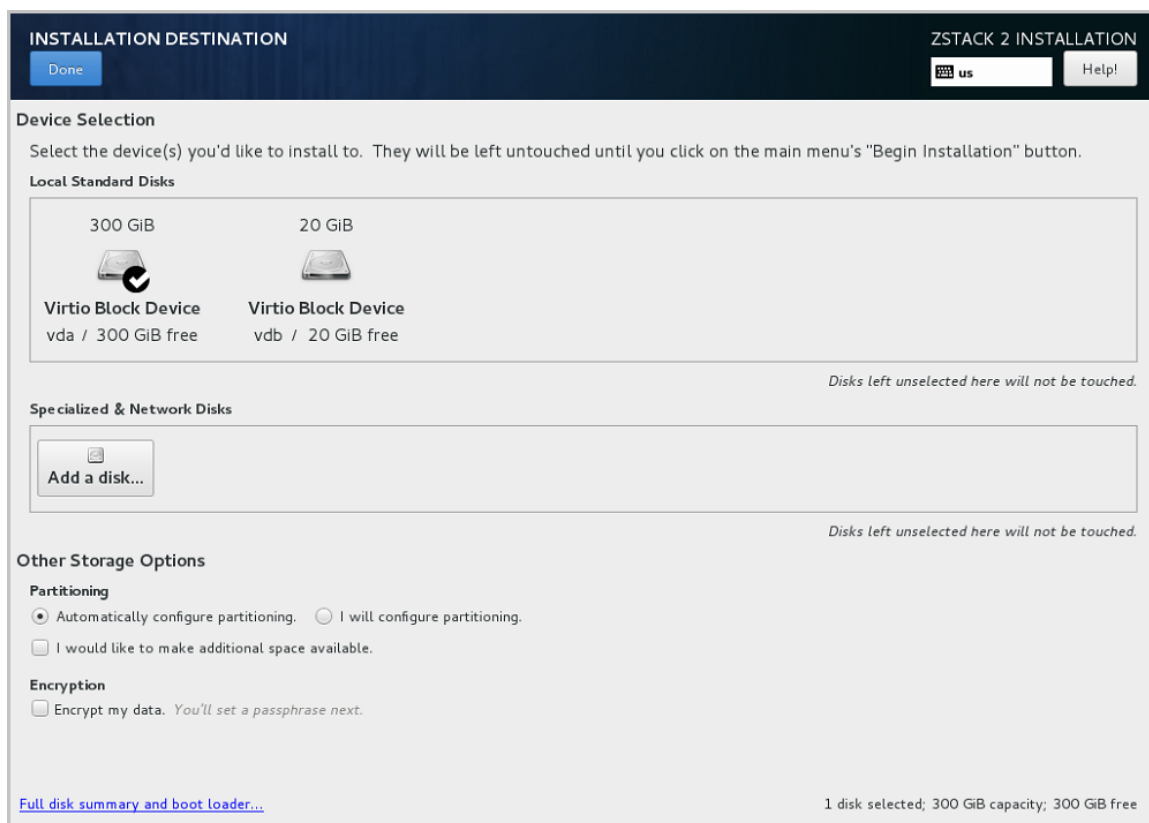 INSTALLATION DESTINATION
ZSTACK 2 INSTALLATION
Done
us
Help!
Device Selection
Select the device(s) you'd like to install to. They will be left untouched until you click on the main menu's "Begin Installation" button.
Local Standard Disks
300 GiB
20 GiB
Virtio Block Device
Virtio Block Device
vda / 300 GiB free
vdb / 20 GiB free
Disks left unselected here will not be touched.
Specialized & Network Disks
Add a disk...
Disks left unselected here will not be touched.
Other Storage Options
Partitioning
Automatically configure partitioning. I will configure partitioning.
I would like to make additional space available.
Encryption
Encrypt my data. You'll set a passphrase next.
Full disk summary and boot loader...
1 disk selected; 300 GiB capacity; 300 GiB free